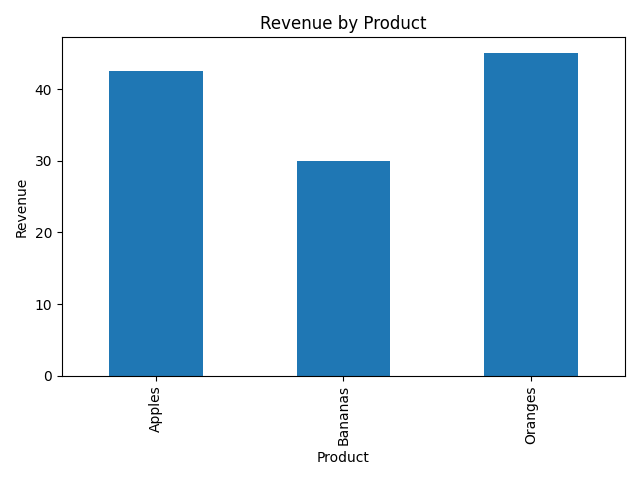 Revenue by Product
Revenue
40
30
20
10
0
Apples
Bananas
Oranges
Product